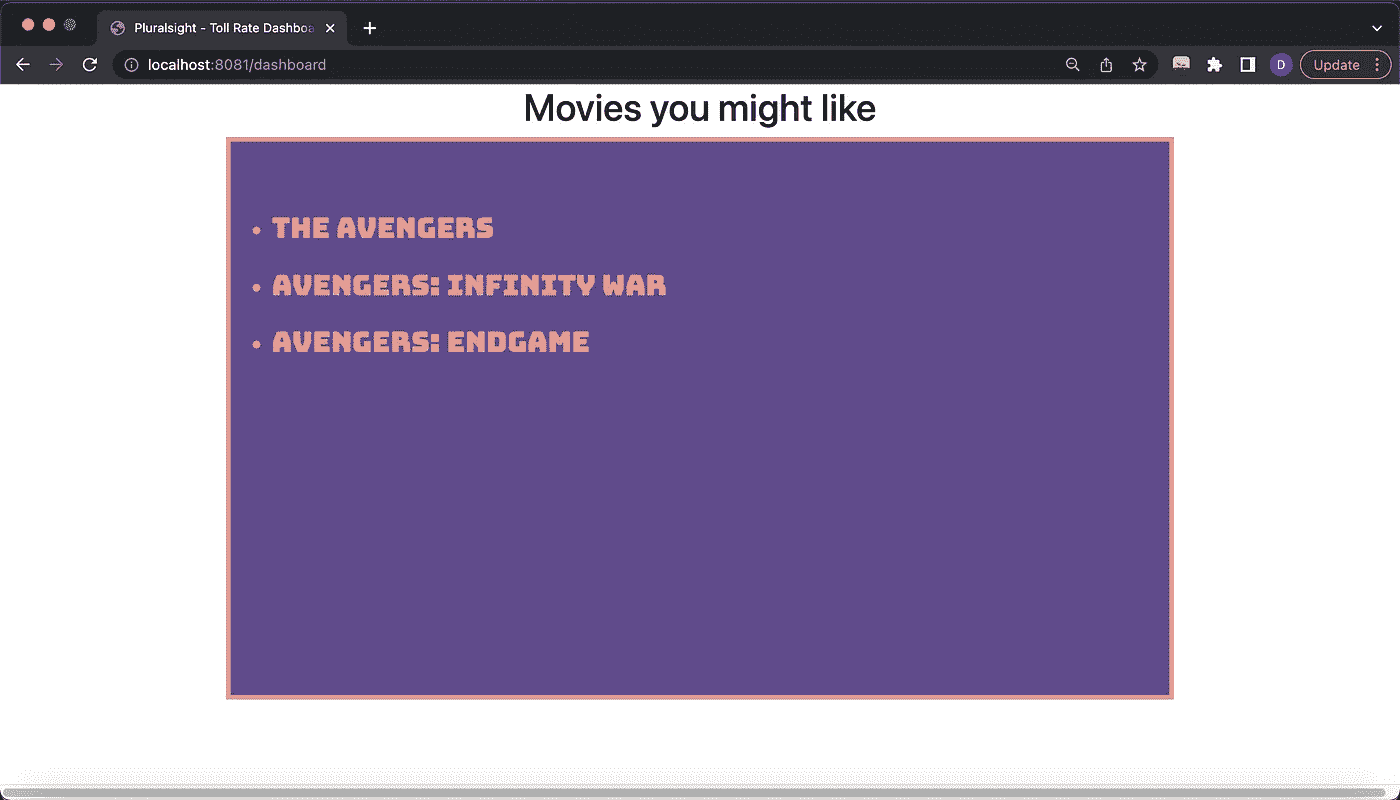 Pluralsight - Toll Rate Dashboa
localhost:8081/dashboard
D
Update
Movies you might like
THE AVENGERS
AVENGERS: INFINITY WAR
AVENGERS: ENDGAME